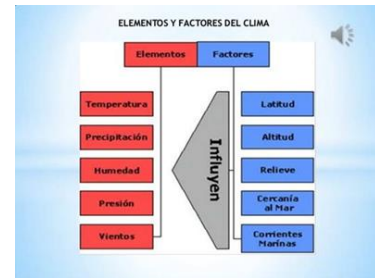 ELEMENTOS Y FACTORES DEL CLIMA
Elementos
Factores
Temperatura
Precipitación
Humedad
Presión
Vientos
Influyen
Latitud
Altitud
Relieve
Cercanía
al Mar
Corrientes
Marinas